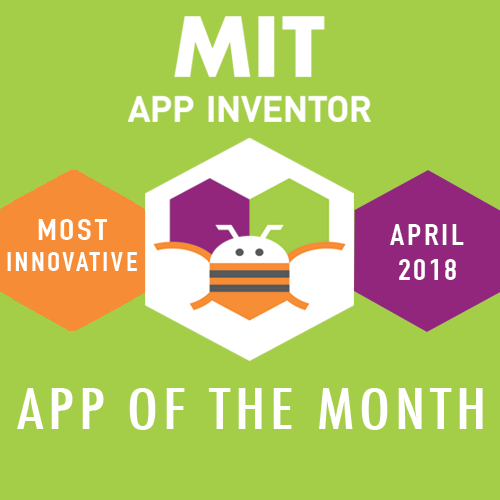 MIT
APP INVENTOR
MOST
INNOVATIVE
APRIL
2018
APP OF THE MONTH